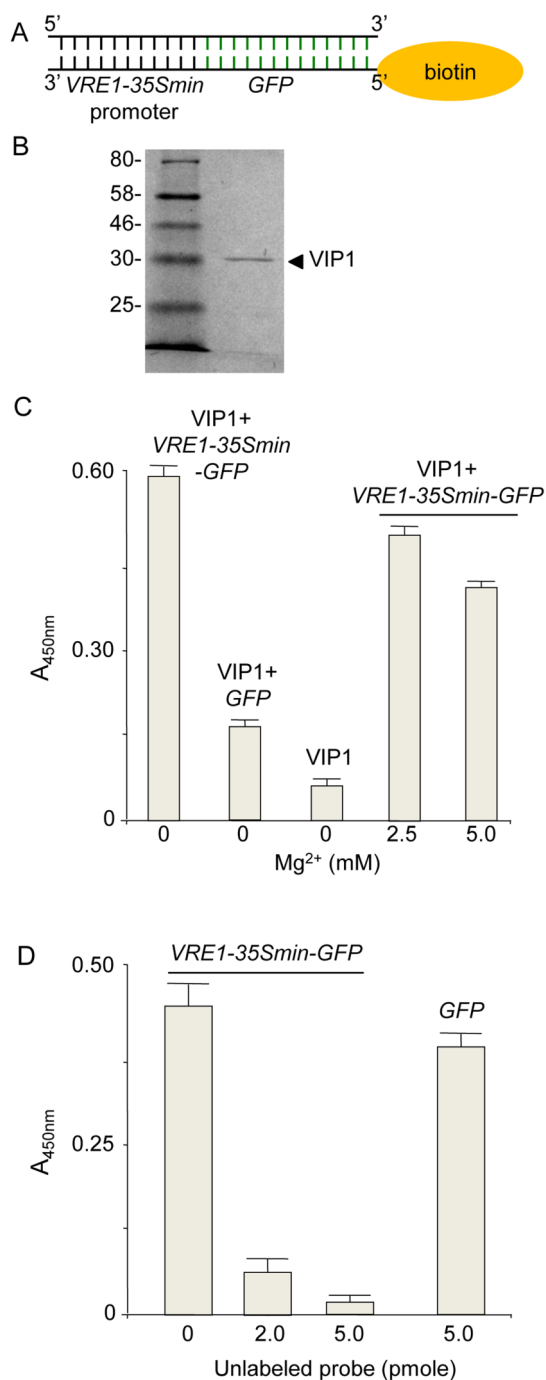 A
5’ 3’
3’ 5’
VRE1-35Smin GFP
promoter
biotin
B
80-
58-
46-
30-
25-
VIP1
C
VIP1+
VRE1-35Smin
-GFP
VIP1+
VRE1-35Smin-GFP
VIP1+
GFP
VIP1
0.60
0.30
0
A450nm
0 0 0 2.5 5.0
Mg2+ (mM)
D
VRE1-35Smin-GFP
GFP
0.50
0.25
0
A450nm
0 2.0 5.0 5.0
Unlabeled probe (pmole)